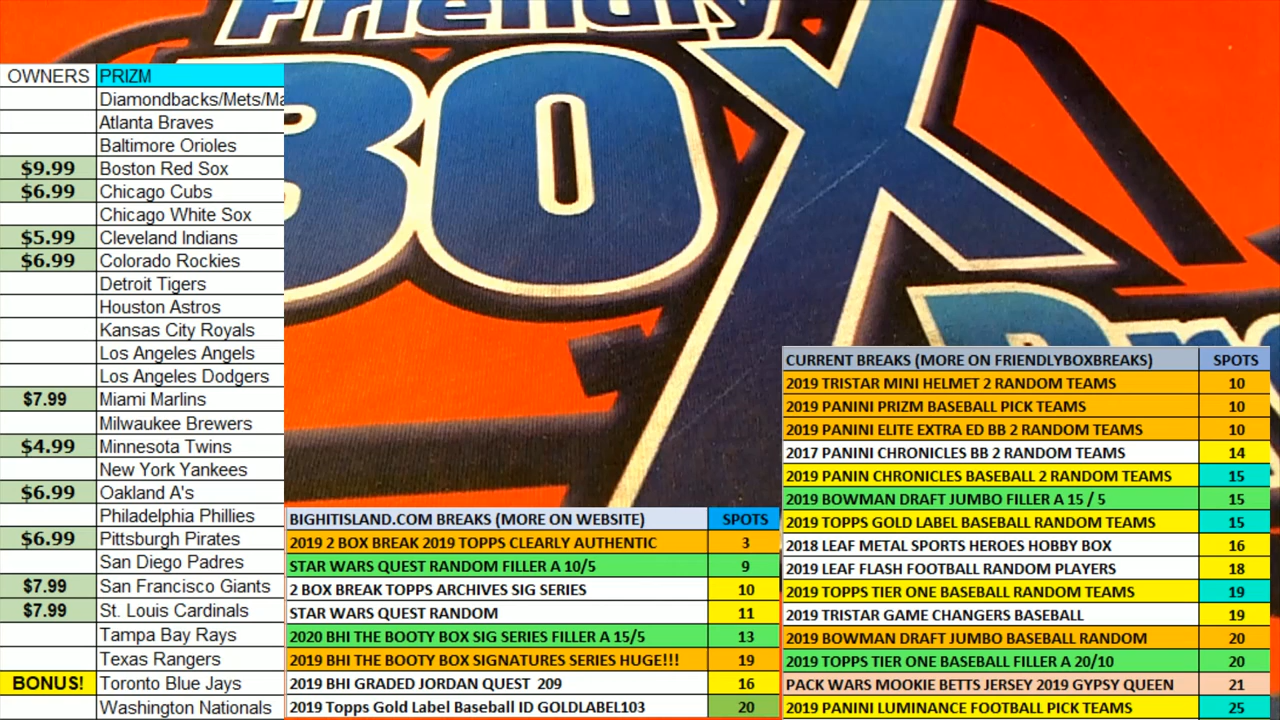 Friendly
BOX
OWNERS PRIZM
Diamondbacks/Mets/Ma
Atlanta Braves
Baltimore Orioles
$9.99 Boston Red Sox
$6.99 Chicago Cubs
Chicago White Sox
$5.99 Cleveland Indians
$6.99 Colorado Rockies
Detroit Tigers
Houston Astros
Kansas City Royals
Los Angeles Angels
Los Angeles Dodgers
$7.99 Miami Marlins
Milwaukee Brewers
$4.99 Minnesota Twins
New York Yankees
$6.99 Oakland A's
Philadelphia Phillies
$6.99 Pittsburgh Pirates
San Diego Padres
$7.99 San Francisco Giants
$7.99 St. Louis Cardinals
Tampa Bay Rays
Texas Rangers
BONUS! Toronto Blue Jays
Washington Nationals
BIGHITISLAND.COM BREAKS (MORE ON WEBSITE) SPOTS
2019 2 BOX BREAK 2019 TOPPS CLEARLY AUTHENTIC 3
STAR WARS QUEST RANDOM FILLER A 10/5 9
2 BOX BREAK TOPPS ARCHIVES SIG SERIES 10
STAR WARS QUEST RANDOM 11
2020 BHI THE BOOTY BOX SIG SERIES FILLER A 15/5 13
2019 BHI THE BOOTY BOX SIGNATURES SERIES HUGE!!! 19
2019 BHI GRADED JORDAN QUEST 209 16
2019 Topps Gold Label Baseball ID GOLDLABEL103 20
CURRENT BREAKS (MORE ON FRIENDLYBOXBREAKS) SPOTS
2019 TRISTAR MINI HELMET 2 RANDOM TEAMS 10
2019 PANINI PRIZM BASEBALL PICK TEAMS 10
2019 PANINI ELITE EXTRA ED BB 2 RANDOM TEAMS 10
2017 PANINI CHRONICLES BB 2 RANDOM TEAMS 14
2019 PANIN CHRONICLES BASEBALL 2 RANDOM TEAMS 15
2019 BOWMAN DRAFT JUMBO FILLER A 15 / 5 15
2019 TOPPS GOLD LABEL BASEBALL RANDOM TEAMS 15
2018 LEAF METAL SPORTS HEROES HOBBY BOX 16
2019 LEAF FLASH FOOTBALL RANDOM PLAYERS 18
2019 TOPPS TIER ONE BASEBALL RANDOM TEAMS 19
2019 TRISTAR GAME CHANGERS BASEBALL 19
2019 BOWMAN DRAFT JUMBO BASEBALL RANDOM 20
2019 TOPPS TIER ONE BASEBALL FILLER A 20/10 20
PACK WARS MOOKIE BETTS JERSEY 2019 GYPSY QUEEN 21
2019 PANINI LUMINANCE FOOTBALL PICK TEAMS 25